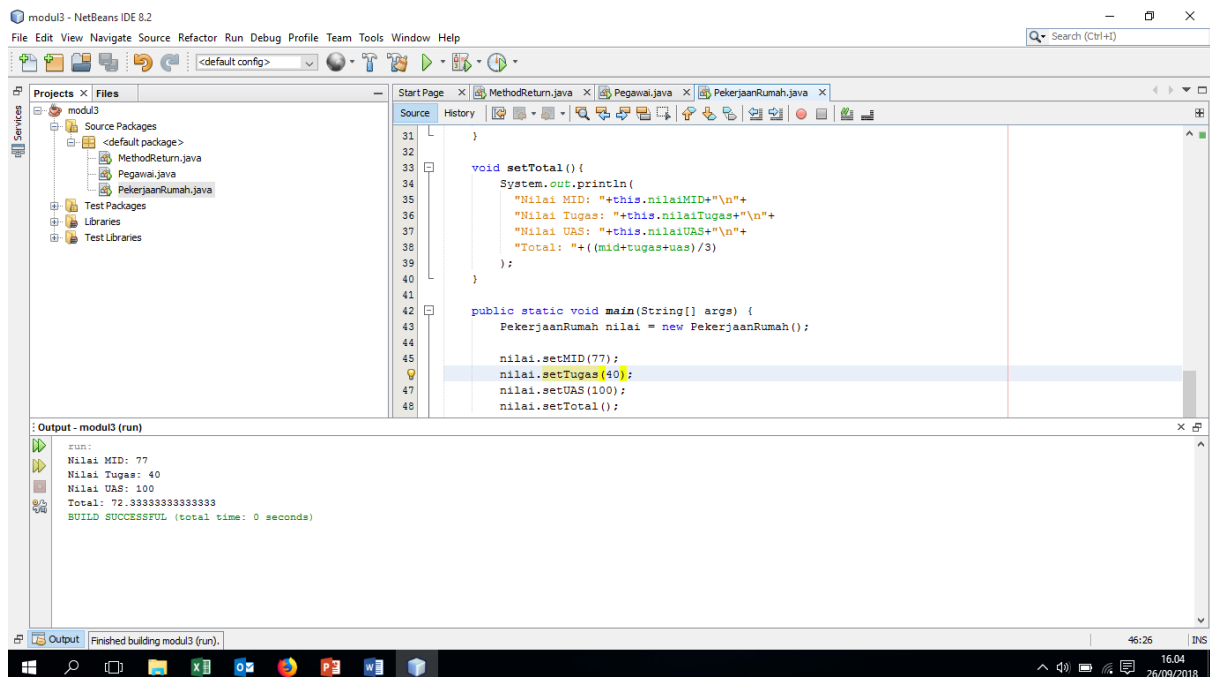 modul3 - NetBeans IDE 8.2
File Edit View Navigate Source Refactor Run Debug Profile Team Tools Window Help
Search (Ctrl+I)
<default config>
Projects Files
Services
modul3
Source Packages
<default package>
MethodReturn.java
Pegawai.java
PekerjaanRumah.java
Test Packages
Libraries
Test Libraries
Start Page MethodReturn.java Pegawai.java PekerjaanRumah.java
Source History
31 }
32
33 void setTotal(){
34 System.out.println(
35 "Nilai MID: "+this.nilaiMID+"\n"+
36 "Nilai Tugas: "+this.nilaiTugas+"\n"+
37 "Nilai UAS: "+this.nilaiUAS+"\n"+
38 "Total: "+((mid+tugas+uas)/3)
39 );
40 }
41
42 public static void main(String[] args) {
43 PekerjaanRumah nilai = new PekerjaanRumah();
44
45 nilai.setMID(77);
nilai.setTugas(40);
47 nilai.setUAS(100);
48 nilai.setTotal();
Output - modul3 (run)
run:
Nilai MID: 77
Nilai Tugas: 40
Nilai UAS: 100
Total: 72.33333333333333
BUILD SUCCESSFUL (total time: 0 seconds)
Output
Finished building modul3 (run).
46:26 INS
16.04
26/09/2018